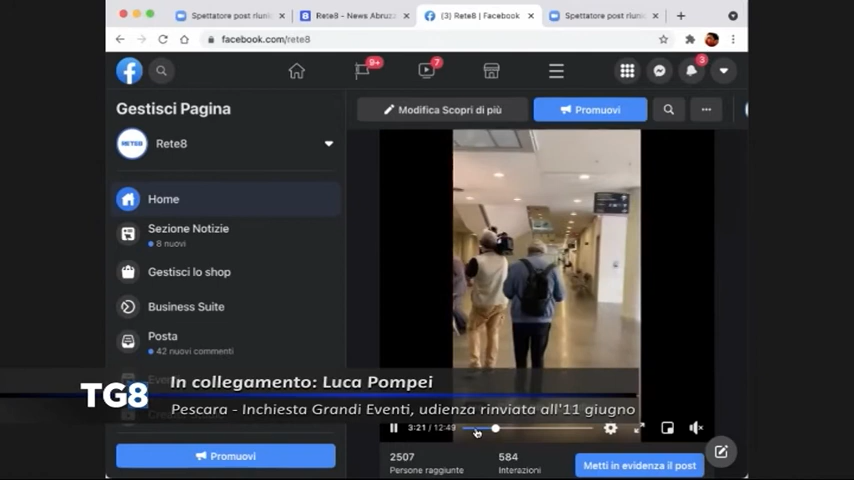 Spettatore post riuni
Rete8 - News Abruzz
(3) Rete8 | Facebook
Spettatore post riuni
facebook.com/rete8
9+
7
3
Gestisci Pagina
Modifica Scopri di più
Promuovi
RETE8
Rete8
Home
Sezione Notizie
8 nuovi
Gestisci lo shop
Business Suite
Posta
42 nuovi commenti
TG8
In collegamento: Luca Pompei
Pescara - Inchiesta Grandi Eventi, udienza rinviata all'11 giugno
3:21 / 12:49
Promuovi
2507
Persone raggiunte
584
Interazioni
Metti in evidenza il post